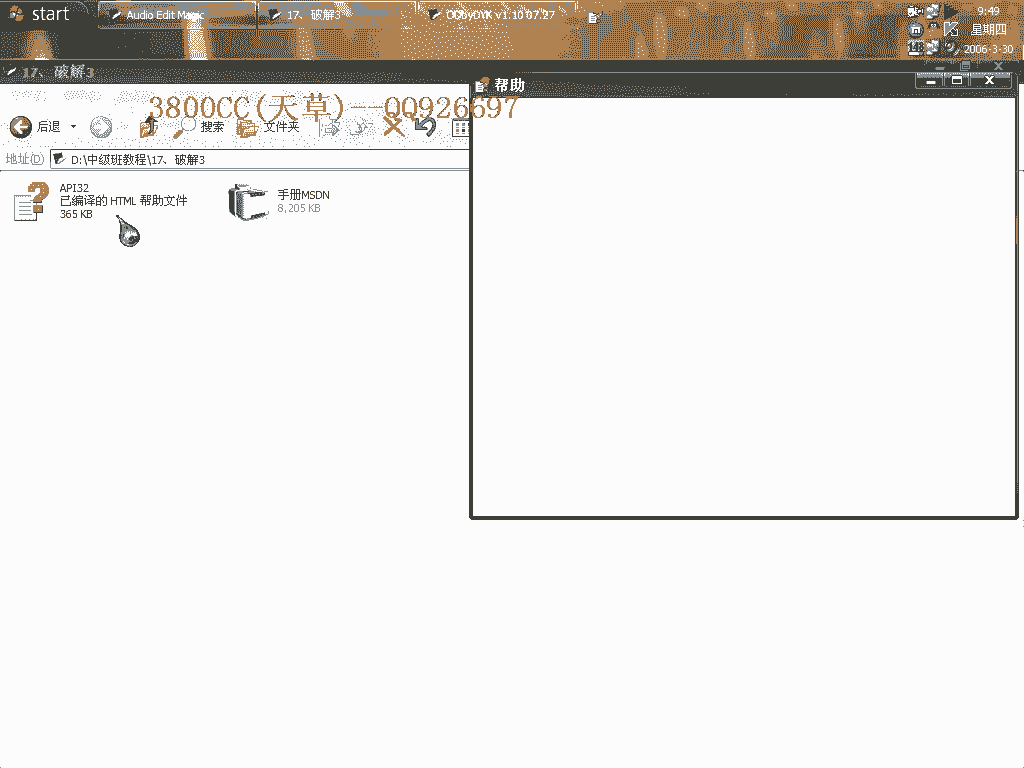 start
Audio Edit Magic
17、破解3
ODbyDYK v1.10 07.27
9:49
星期四
2006-3-30
17、破解3
帮助
3800CC(天草)--QQ926697
后退
搜索
文件夹
地址(D)
D:\中级班教程\17、破解3
API32
已编译的 HTML 帮助文件
365 KB
手册MSDN
8,205 KB